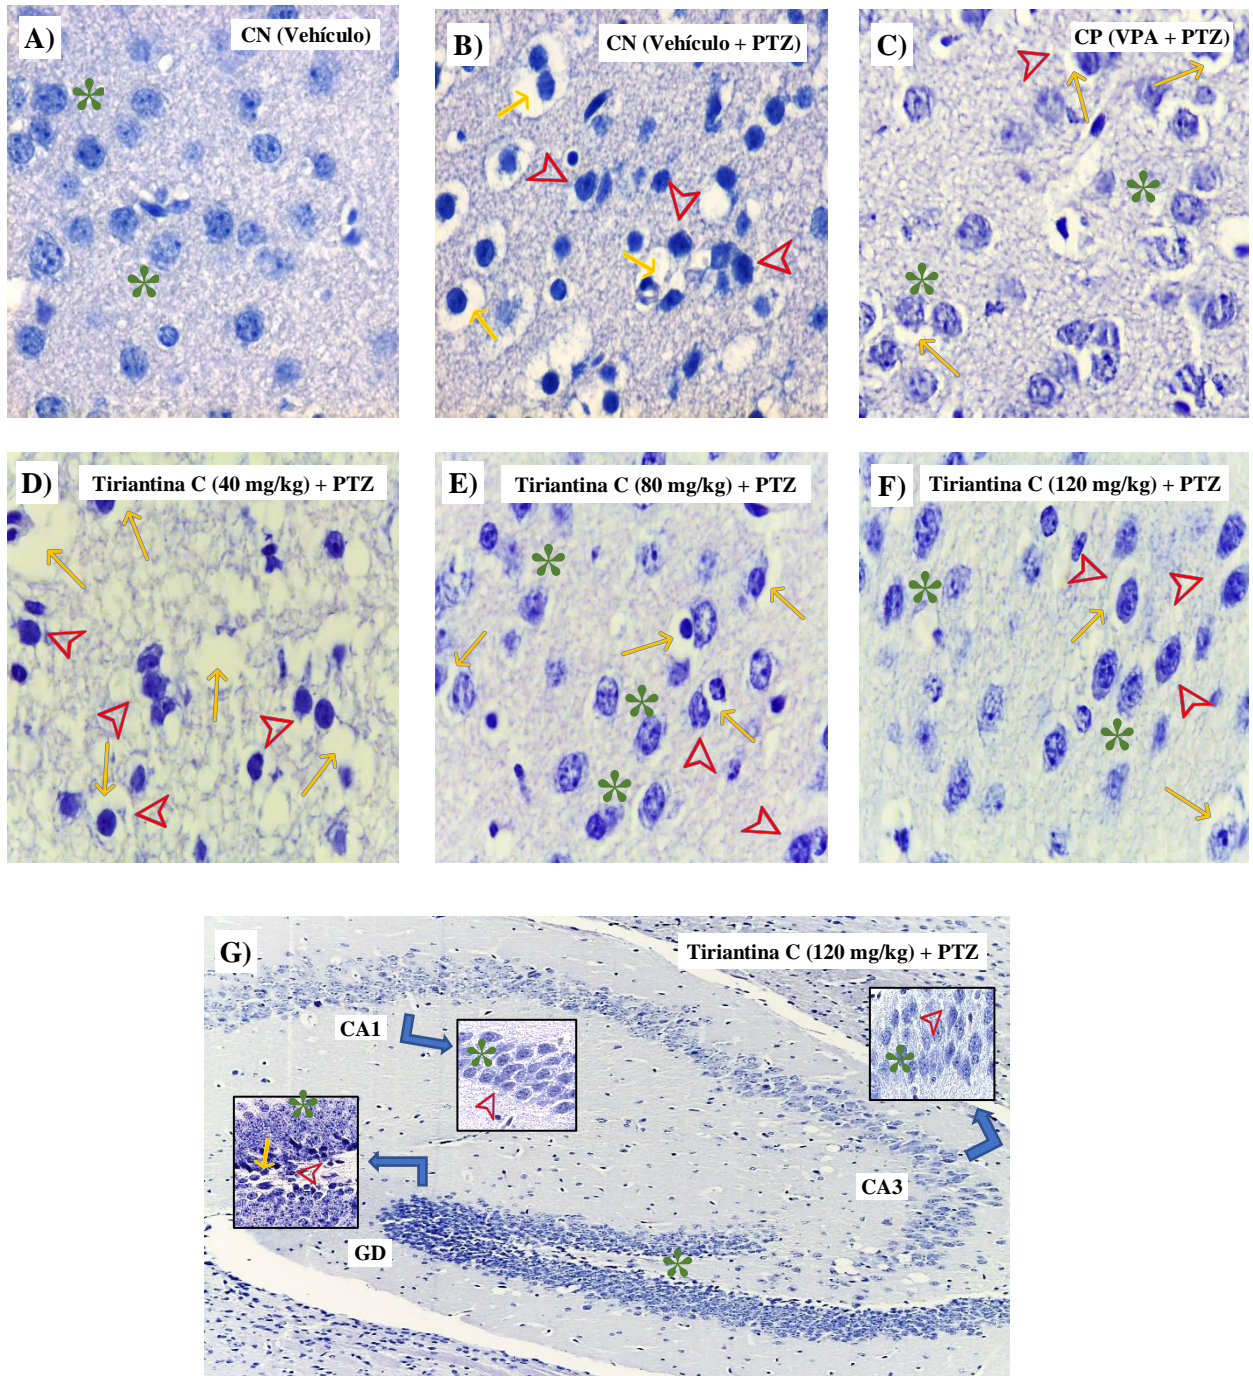 A)
CN (Vehículo)
B)
CN (Vehículo + PTZ)
C)
CP (VPA + PTZ)
D)
Tiriantina C (40 mg/kg) + PTZ
E)
Tiriantina C (80 mg/kg) + PTZ
F)
Tiriantina C (120 mg/kg) + PTZ
G)
Tiriantina C (120 mg/kg) + PTZ
CA1
CA3
GD